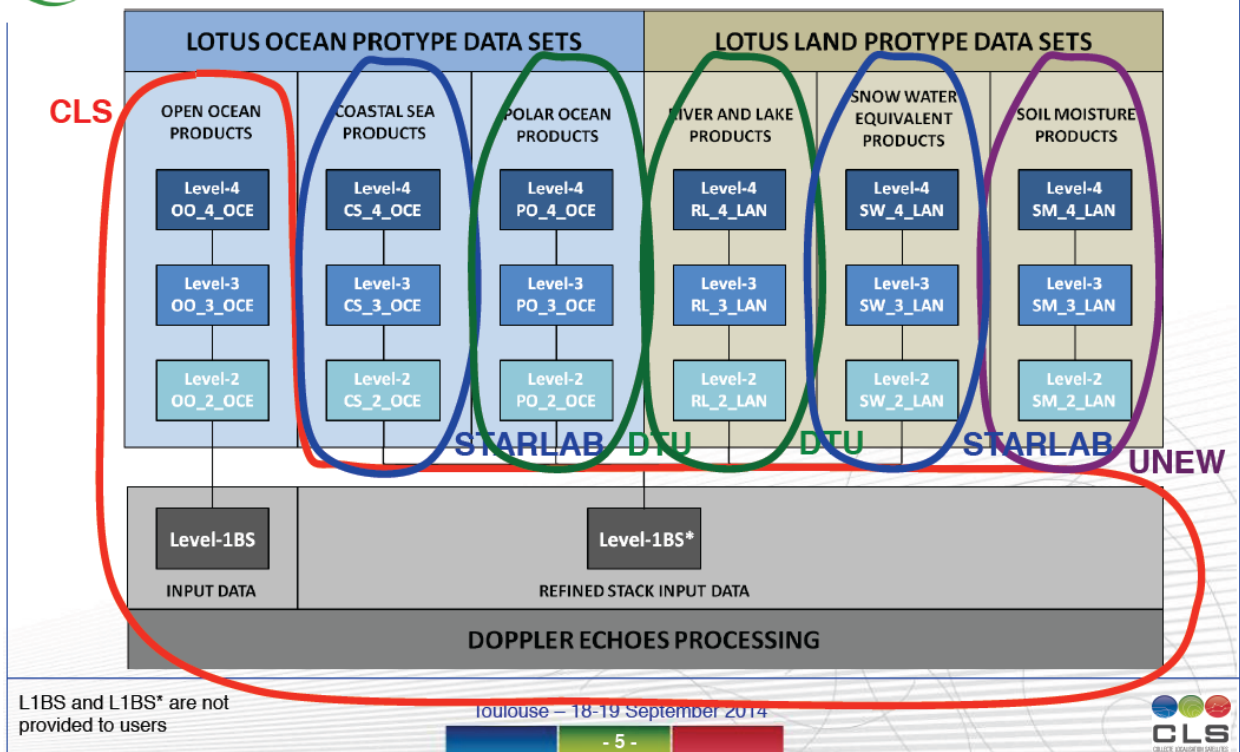 LOTUS OCEAN PROTYPE DATA SETS
LOTUS LAND PROTYPE DATA SETS
CLS
OPEN OCEAN
PRODUCTS
Level-4
OO_4_OCE
Level-3
OO_3_OCE
Level-2
OO_2_OCE
COASTAL SEA
PRODUCTS
Level-4
CS_4_OCE
Level-3
CS_3_OCE
Level-2
CS_2_OCE
POLAR OCEAN
PRODUCTS
Level-4
PO_4_OCE
Level-3
PO_3_OCE
Level-2
PO_2_OCE
RIVER AND LAKE
PRODUCTS
Level-4
RL_4_LAN
Level-3
RL_3_LAN
Level-2
RL_2_LAN
SNOW WATER
EQUIVALENT
PRODUCTS
Level-4
SW_4_LAN
Level-3
SW_3_LAN
Level-2
SW_2_LAN
SOIL MOISTURE
PRODUCTS
Level-4
SM_4_LAN
Level-3
SM_3_LAN
Level-2
SM_2_LAN
STARLAB
DTU
DTU
STARLAB
UNEW
Level-1BS
INPUT DATA
Level-1BS*
REFINED STACK INPUT DATA
DOPPLER ECHOES PROCESSING
L1BS and L1BS* are not
provided to users
Toulouse – 18-19 September 2014
- 5 -
CLS
COLLECTE LOCALISATION SATELLITES